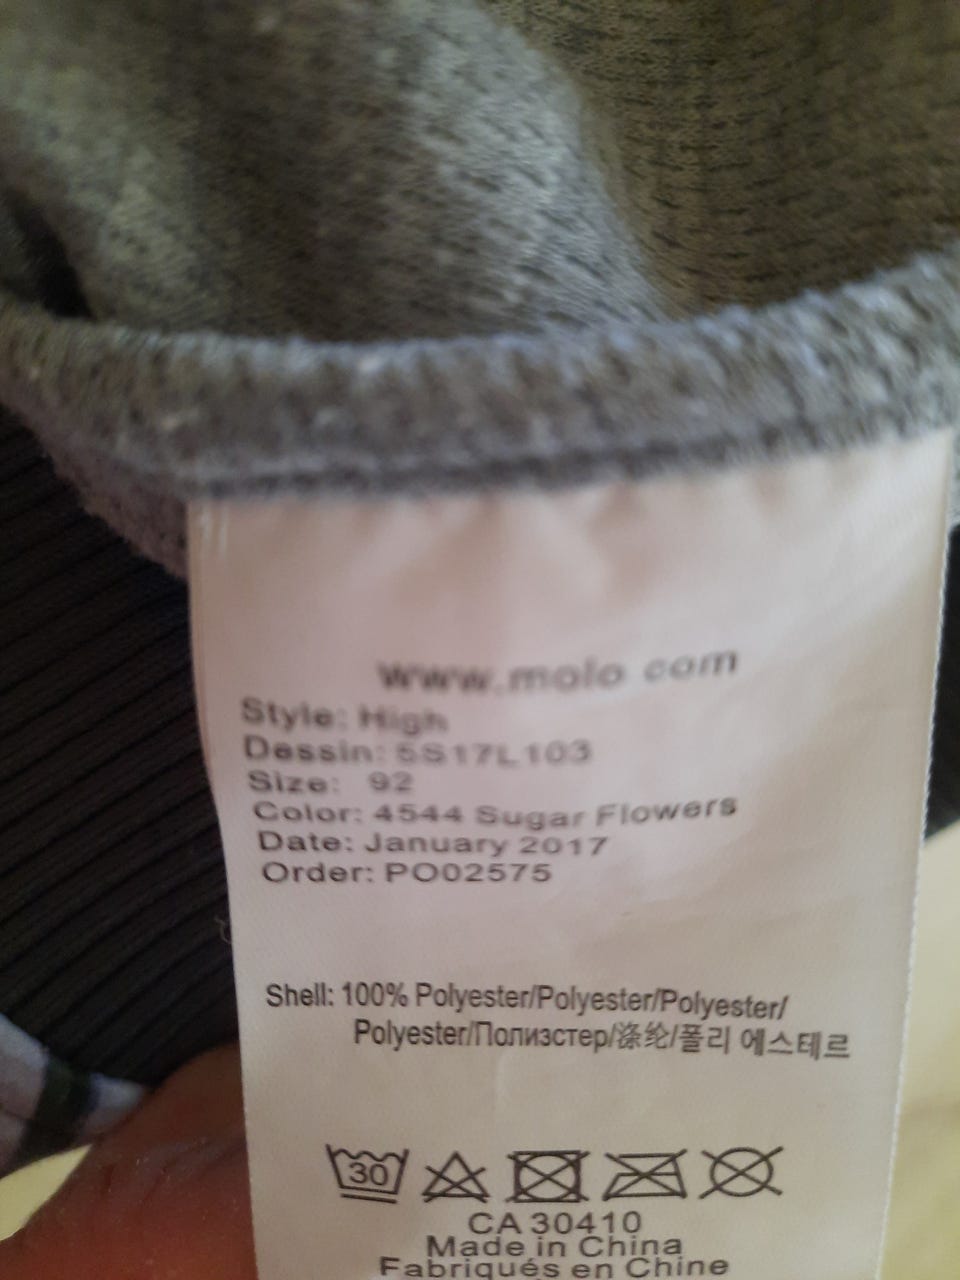 www.molo.com
Style: High
Dessin: 5S17L103
Size: 92
Color: 4544 Sugar Flowers
Date: January 2017
Order: PO02575
Shell: 100% Polyester/Polyester/Polyester/
Polyester/Полиэстер/涤纶/폴리 에스테르
30
CA 30410
Made in China
Fabriqués en Chine